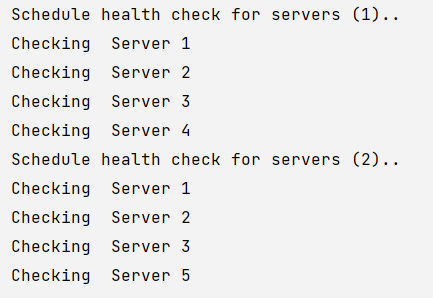 Schedule health check for servers (1)..
Checking  Server 1
Checking  Server 2
Checking  Server 3
Checking  Server 4
Schedule health check for servers (2)..
Checking  Server 1
Checking  Server 2
Checking  Server 3
Checking  Server 5